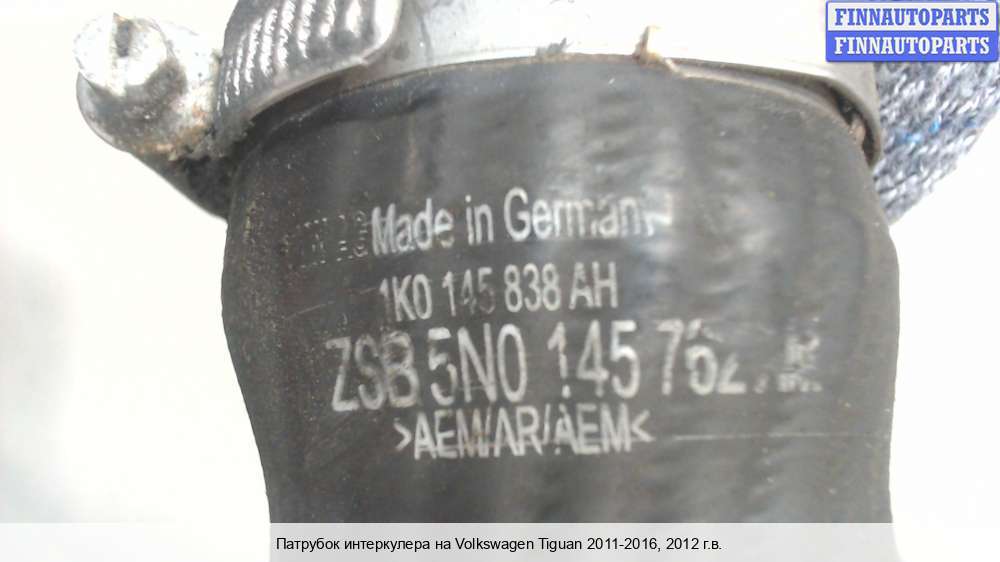 FINNAUTOPARTS
FINNAUTOPARTS
Made in Germany
1K0 145 838 AH
ZSB 5N0 145 762
>AEM/AR/AEM<
Патрубок интеркулера на Volkswagen Tiguan 2011-2016, 2012 г.в.